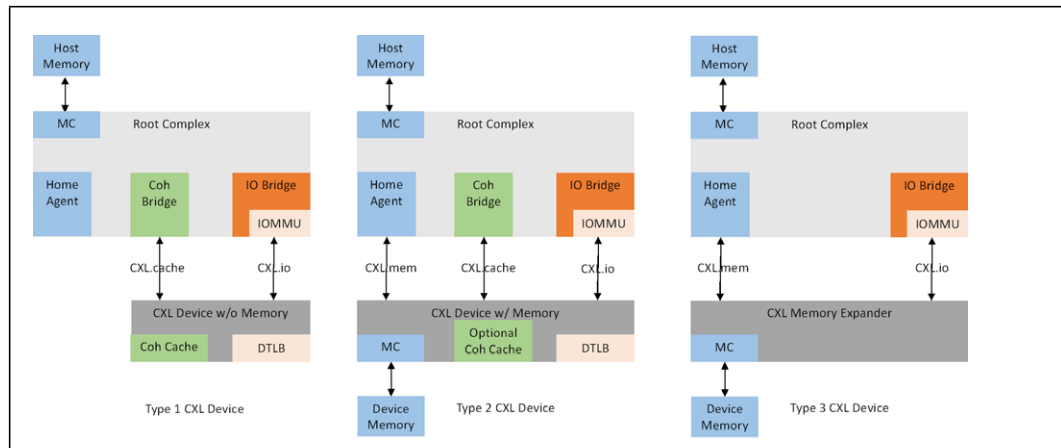 Host
Memory
MC
Root Complex
Home
Agent
Coh
Bridge
IO Bridge
IOMMU
CXL.cache
CXL.io
CXL Device w/o Memory
Coh Cache
DTLB
Type 1 CXL Device
Host
Memory
MC
Root Complex
Home
Agent
Coh
Bridge
IO Bridge
IOMMU
CXL.mem
CXL.cache
CXL.io
CXL Device w/ Memory
MC
Optional
Coh Cache
DTLB
Device
Memory
Type 2 CXL Device
Host
Memory
MC
Root Complex
Home
Agent
IO Bridge
IOMMU
CXL.mem
CXL.io
CXL Memory Expander
MC
Device
Memory
Type 3 CXL Device